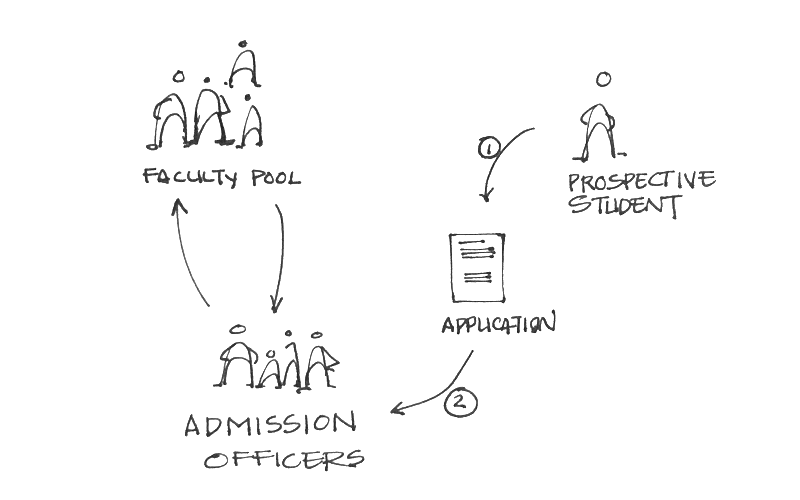 FACULTY POOL
1
PROSPECTIVE
STUDENT
APPLICATION
2
ADMISSION
OFFICERS